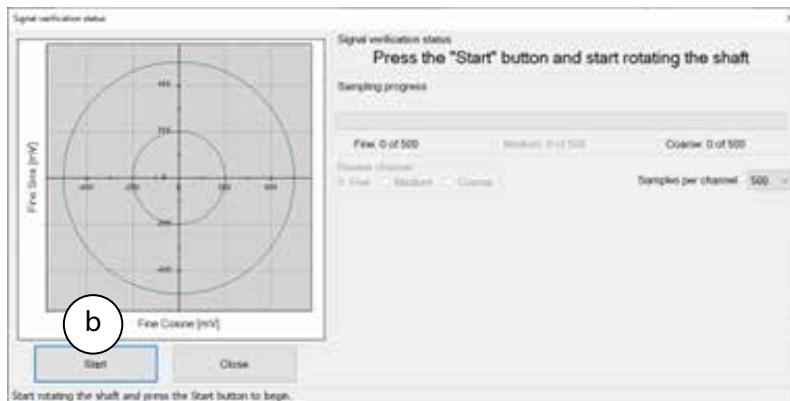 Signal verification status
Signal verification status
Press the "Start" button and start rotating the shaft
Sampling progress
Fine: 0 of 500 Medium: 0 of 500 Coarse: 0 of 500
Review channel
Fine Medium Coarse
Samples per channel 500
400
200
-400 -200 0 200 400
-200
-400
Fine Sine [mV]
Fine Cosine [mV]
b
Start Close
Start rotating the shaft and press the Start button to begin.